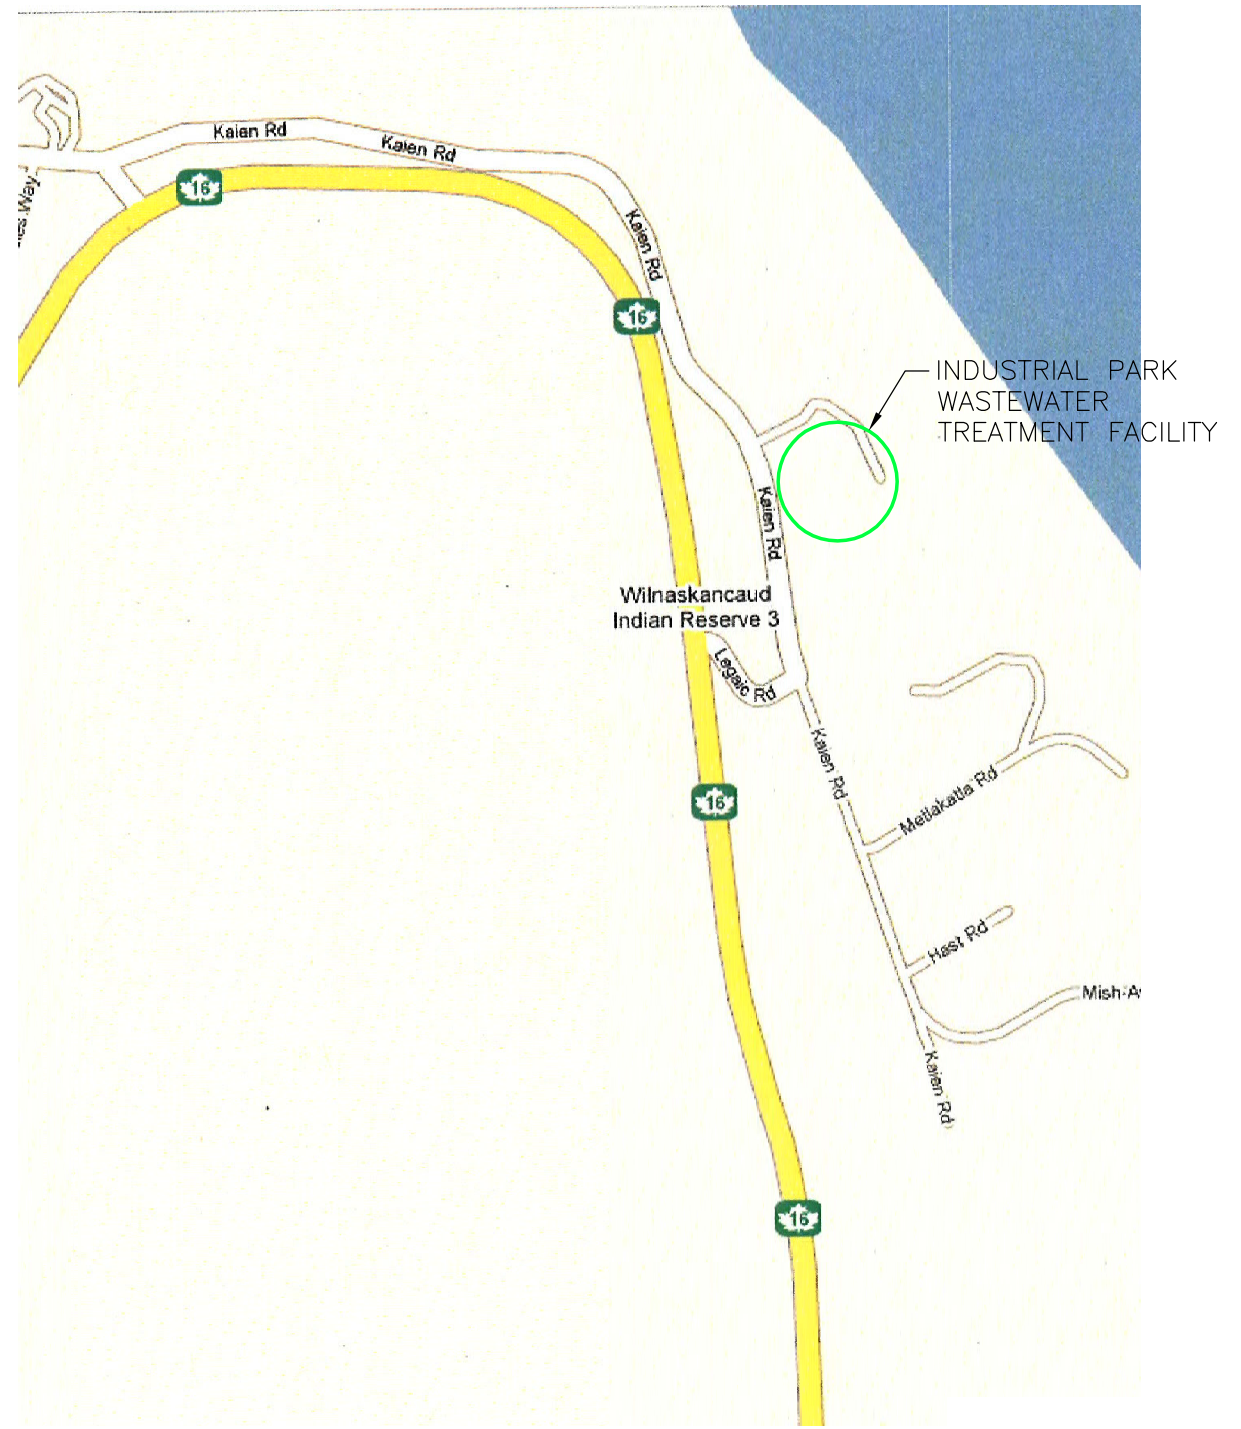 Kaien Rd
Kaien Rd
16
Kaien Rd
16
INDUSTRIAL PARK
WASTEWATER
TREATMENT FACILITY
Kaien Rd
Wilnaskancaud
Indian Reserve 3
Legaic Rd
Kaien Rd
Metlakatla Rd
16
Hast Rd
Mish
Kaien Rd
16